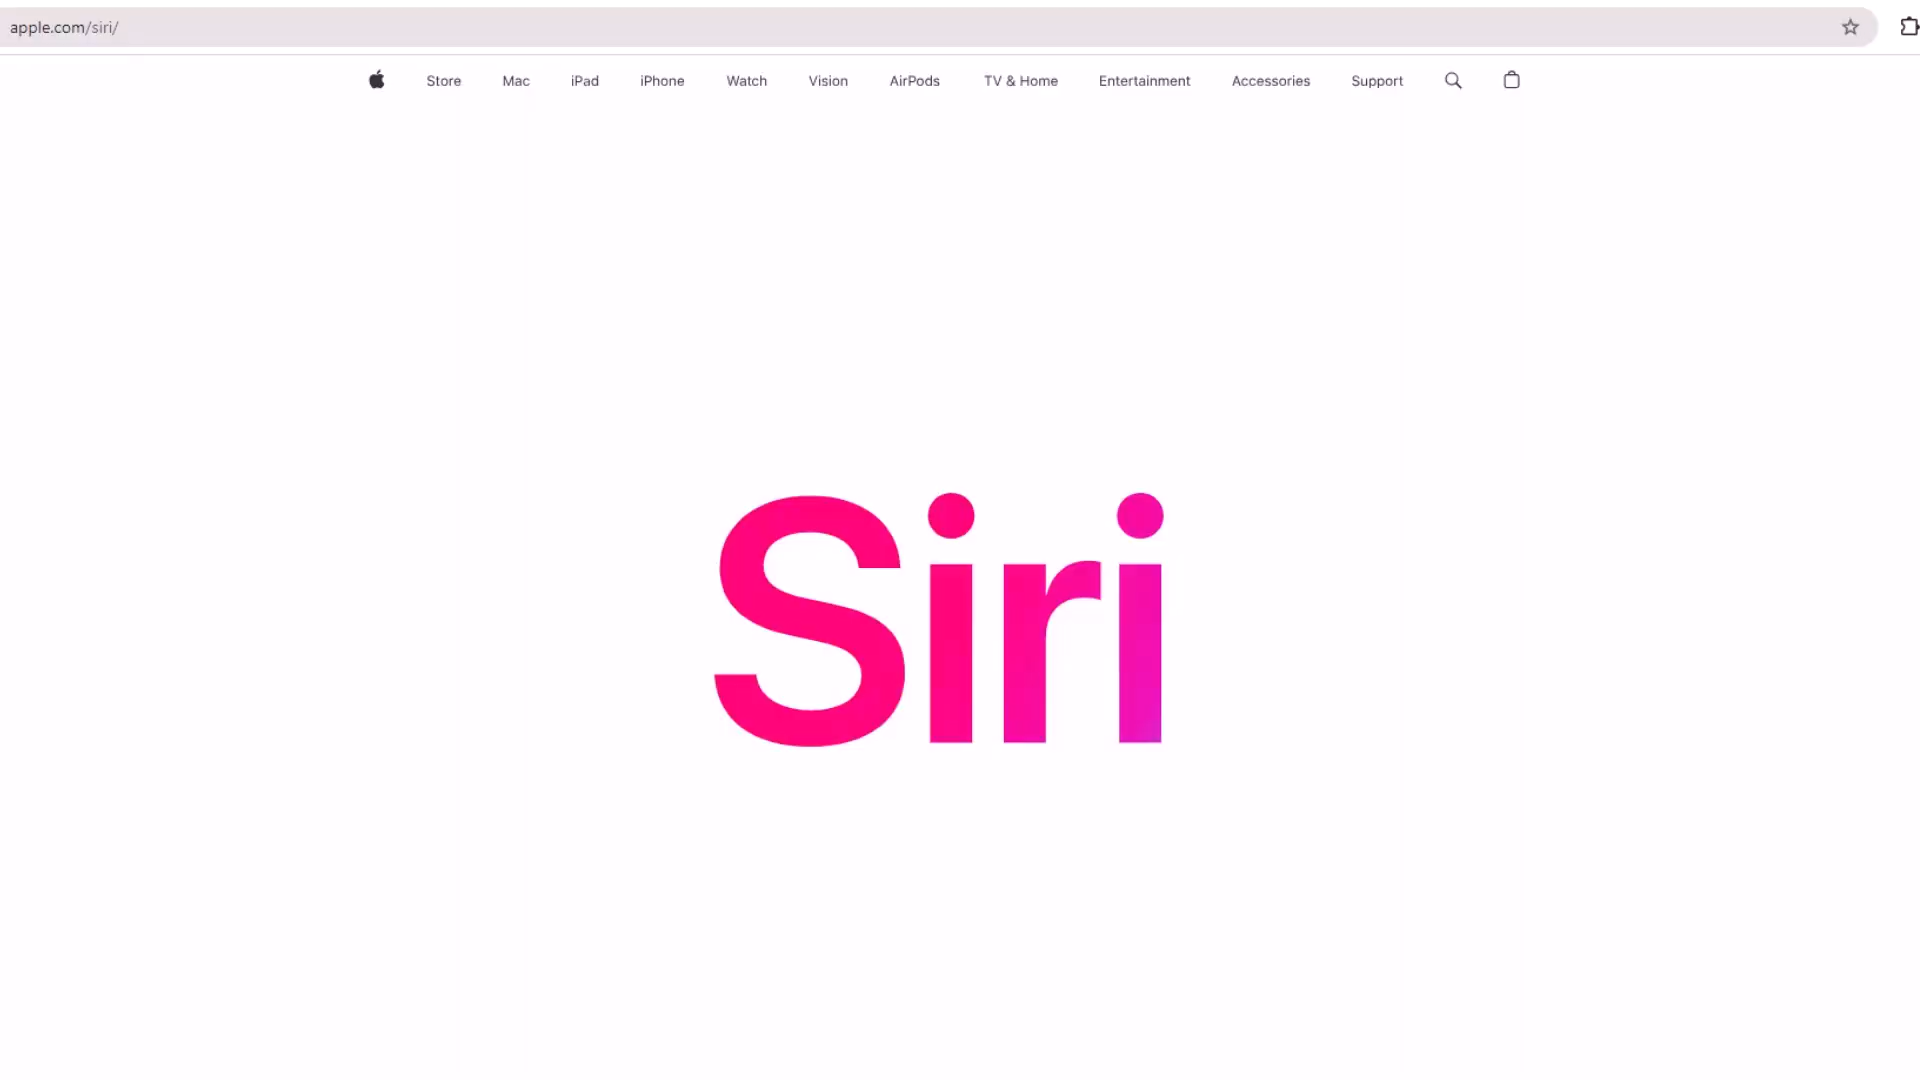 apple.com/siri/
Store Mac iPad iPhone Watch Vision AirPods TV & Home Entertainment Accessories Support
Siri